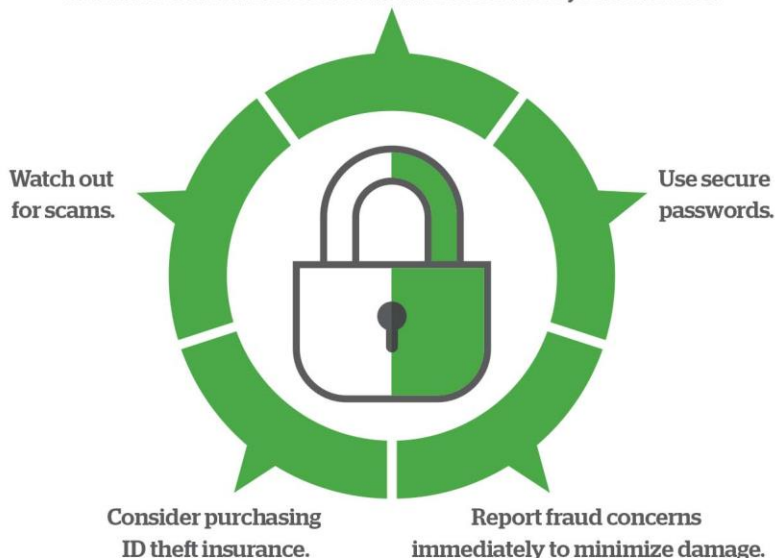 Watch out
for scams.
Use secure
passwords.
Consider purchasing
ID theft insurance.
Report fraud concerns
immediately to minimize damage.